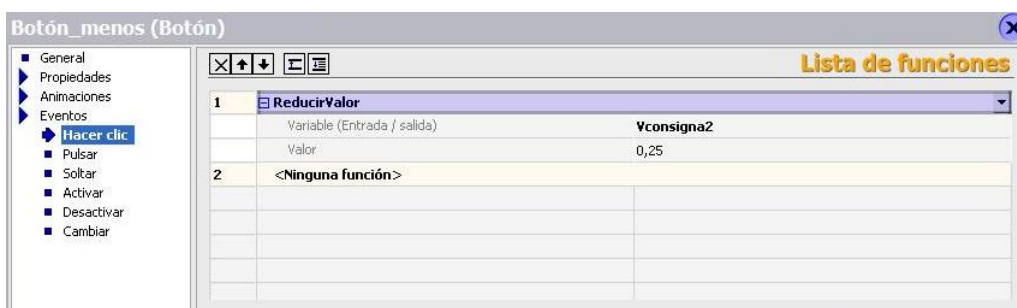 Botón_menos (Botón)
General
Propiedades
Animaciones
Eventos
Hacer clic
Pulsar
Soltar
Activar
Desactivar
Cambiar
Lista de funciones
1 ReducirValor
Variable (Entrada / salida) Vconsigna2
Valor 0,25
2 <Ninguna función>